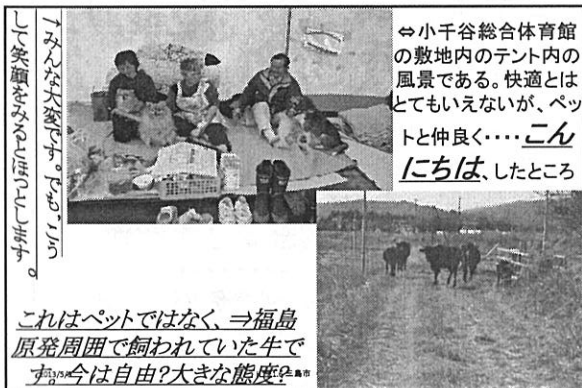 ⇔小千谷総合体育館
の敷地内のテント内の
風景である。快適とは
とてもいえないが、ペッ
トと仲良く‥‥こん
にちは、したところ
→みんな大変です。でも、こう
して笑顔をみるとほっとします。
これはペットではなく、⇒福島
原発周囲で飼われていた牛で
す。今は自由?大きな態度?